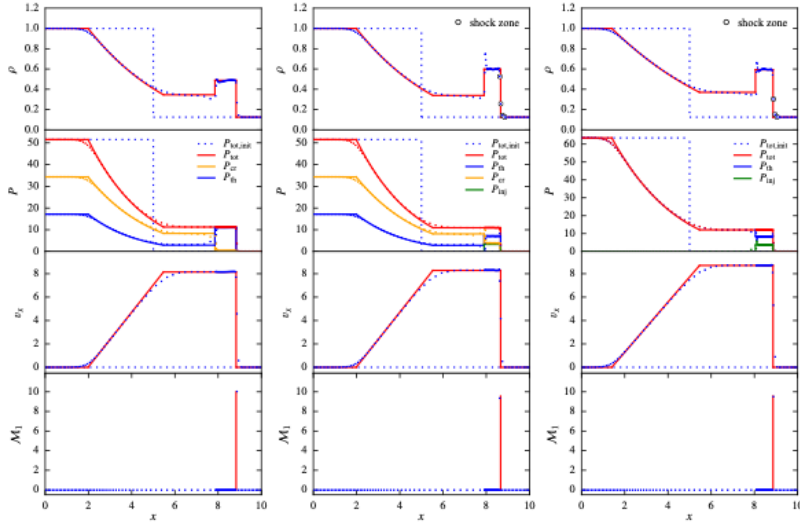 1.2
1.0
0.8
0.6
0.4
0.2
0.0
ρ
1.2
1.0
0.8
0.6
0.4
0.2
0.0
ρ
shock zone
1.2
1.0
0.8
0.6
0.4
0.2
0.0
ρ
shock zone
50
40
30
20
10
0
P
P_tot,init
P_tot
P_cr
P_th
50
40
30
20
10
0
P
P_tot,init
P_tot
P_th
P_cr
P_inj
60
50
40
30
20
10
0
P
P_tot,init
P_tot
P_th
P_inj
8
6
4
2
0
v_x
8
6
4
2
0
v_x
8
6
4
2
0
v_x
10
8
6
4
2
0
M_1
0 2 4 6 8 10
x
10
8
6
4
2
0
M_1
0 2 4 6 8 10
x
10
8
6
4
2
0
M_1
0 2 4 6 8 10
x